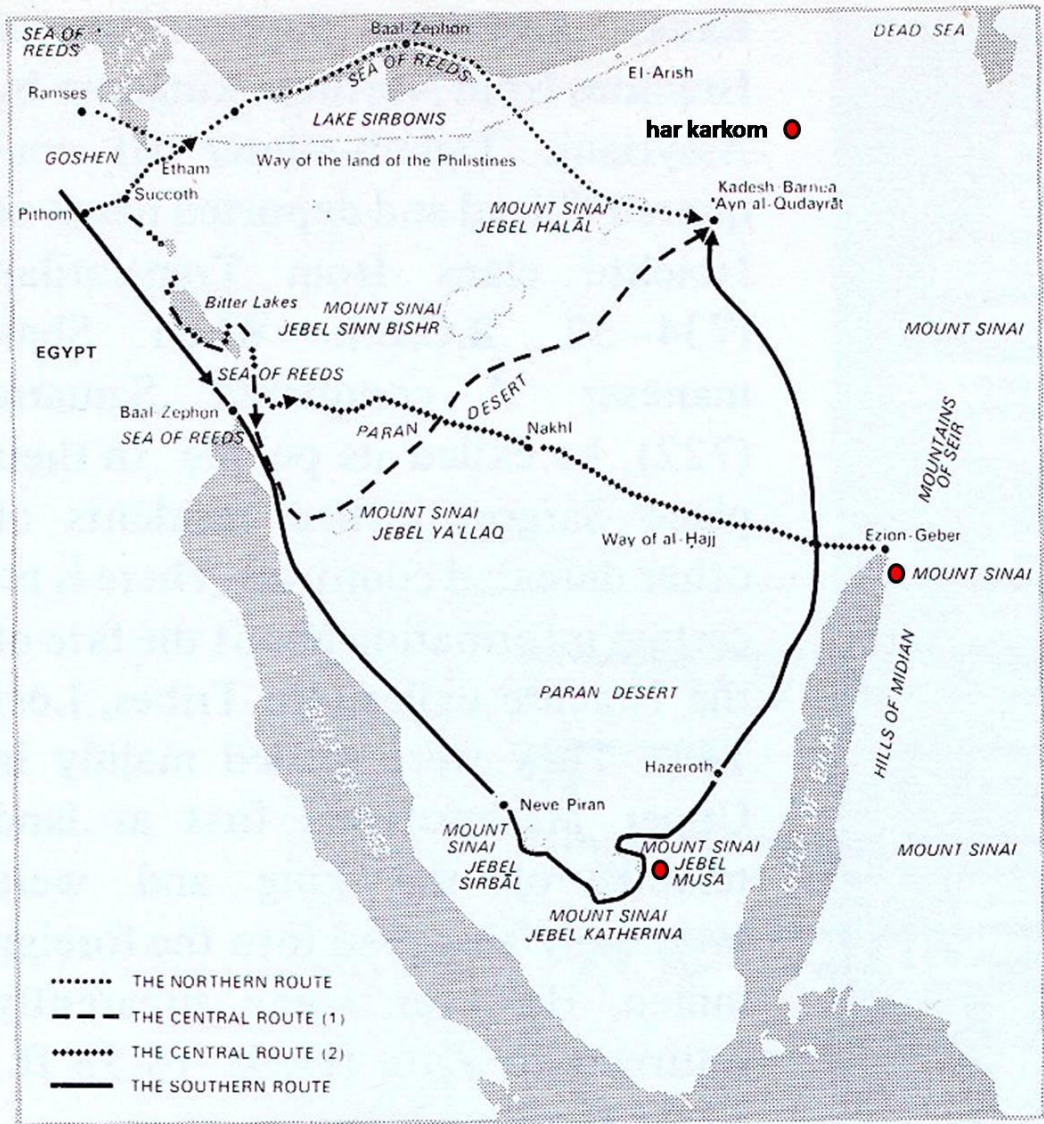 SEA OF
REEDS
Baal-Zephon
DEAD SEA
SEA OF REEDS
El-Arish
Ramses
LAKE SIRBONIS
har karkom
GOSHEN
Etham
Way of the land of the Philistines
Succoth
Pithom
Kadesh-Barnea
'Ayn al-Qudayrāt
MOUNT SINAI
JEBEL HALĀL
Bitter Lakes
MOUNT SINAI
JEBEL SINN BISHR
MOUNT SINAI
EGYPT
SEA OF REEDS
Baal-Zephon
SEA OF REEDS
PARAN
DESERT
Nakhl
MOUNTAINS
OF SEIR
MOUNT SINAI
JEBEL YA'LLAQ
Way of al-Ḥajj
Ezion-Geber
MOUNT SINAI
PARAN DESERT
HILLS OF MIDIAN
Hazeroth
Neve Piran
MOUNT
SINAI
JEBEL
SIRBĀL
MOUNT SINAI
JEBEL
MUSA
MOUNT SINAI
MOUNT SINAI
JEBEL KATHERINA
THE NORTHERN ROUTE
THE CENTRAL ROUTE (1)
THE CENTRAL ROUTE (2)
THE SOUTHERN ROUTE